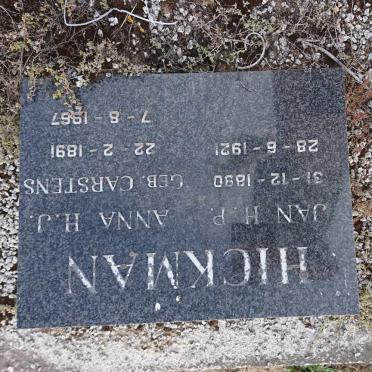 HICKMAN
JAN H. P. ANNA H. J.
31 - 12 - 1890 GEB. CARSTENS
28 - 6 - 1921 22 - 2 - 1891
7 - 8 - 1967